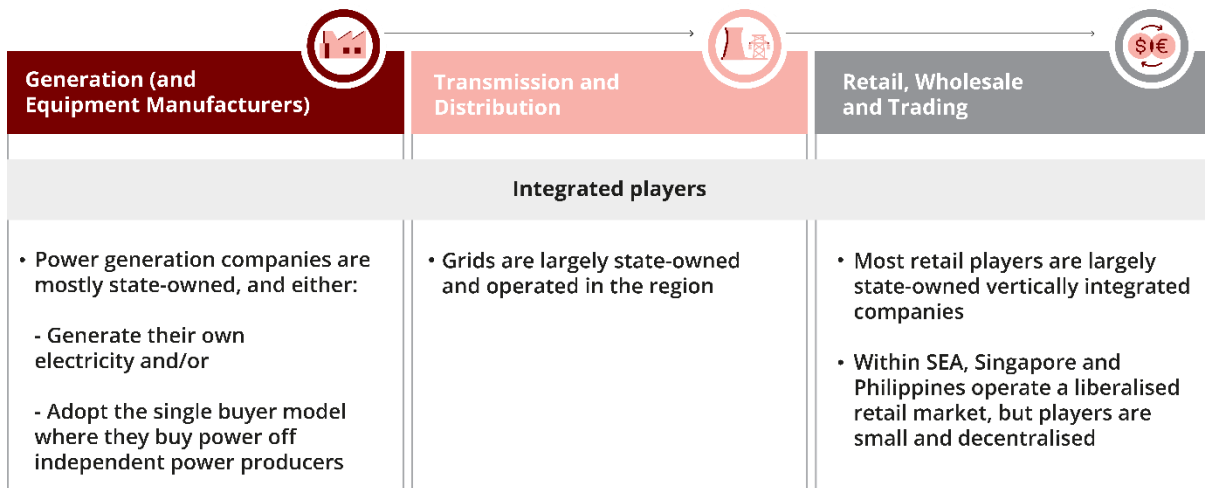 Generation (and
Equipment Manufacturers)
Transmission and
Distribution
$ €
Retail, Wholesale
and Trading
Integrated players
• Power generation companies are
mostly state-owned, and either:
- Generate their own
electricity and/or
- Adopt the single buyer model
where they buy power off
independent power producers
• Grids are largely state-owned
and operated in the region
• Most retail players are largely
state-owned vertically integrated
companies
• Within SEA, Singapore and
Philippines operate a liberalised
retail market, but players are
small and decentralised